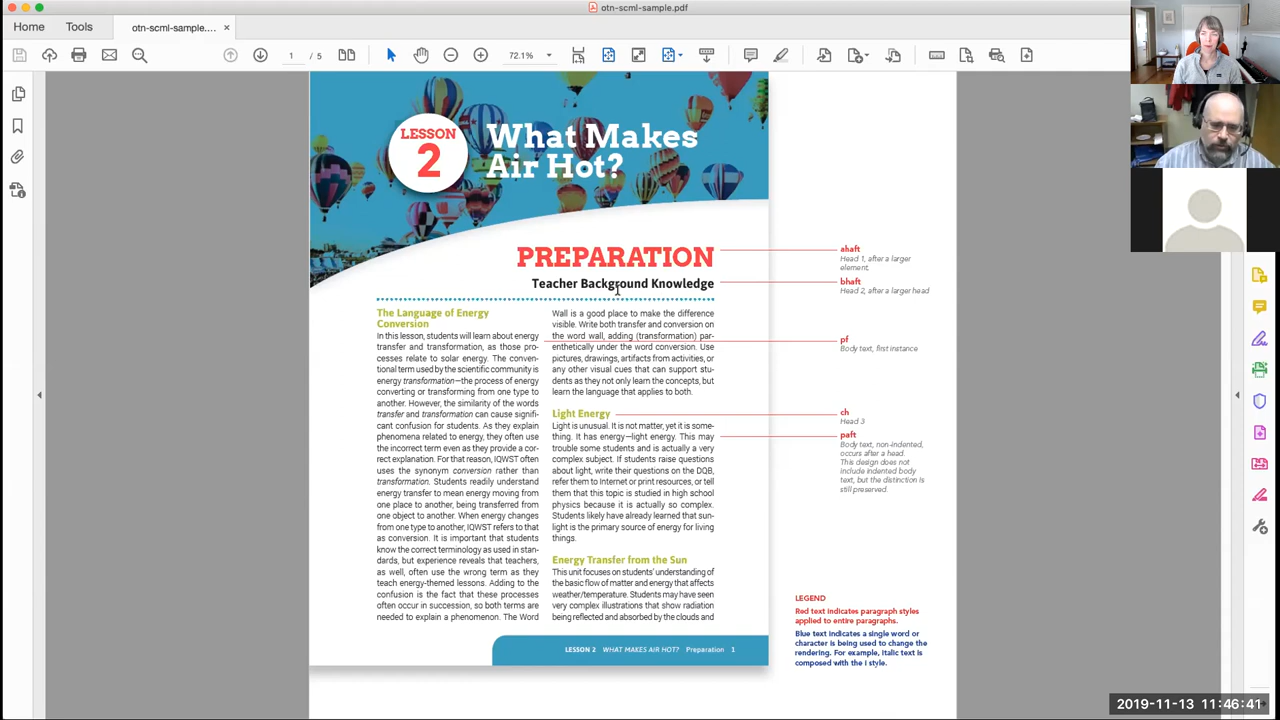 otn-scml-sample.pdf
Home
Tools
otn-scml-sample.... ×
1 / 5
72.1%
LESSON
2
What Makes
Air Hot?
PREPARATION
Teacher Background Knowledge
The Language of Energy
Conversion
In this lesson, students will learn about energy
transfer and transformation, as those pro-
cesses relate to solar energy. The conven-
tional term used by the scientific community is
energy transformation—the process of energy
converting or transforming from one type to
another. However, the similarity of the words
transfer and transformation can cause signifi-
cant confusion for students. As they explain
phenomena related to energy, they often use
the incorrect term even as they provide a cor-
rect explanation. For that reason, IQWST often
uses the synonym conversion rather than
transformation. Students readily understand
energy transfer to mean energy moving from
one place to another, being transferred from
one object to another. When energy changes
from one type to another, IQWST refers to that
as conversion. It is important that students
know the correct terminology as used in stan-
dards, but experience reveals that teachers,
as well, often use the wrong term as they
teach energy-themed lessons. Adding to the
confusion is the fact that these processes
often occur in succession, so both terms are
needed to explain a phenomenon. The Word
Wall is a good place to make the difference
visible. Write both transfer and conversion on
the word wall, adding (transformation) par-
enthetically under the word conversion. Use
pictures, drawings, artifacts from activities, or
any other visual cues that can support stu-
dents as they not only learn the concepts, but
learn the language that applies to both.
Light Energy
Light is unusual. It is not matter, yet it is some-
thing. It has energy—light energy. This may
trouble some students and is actually a very
complex subject. If students raise questions
about light, write their questions on the DQB,
refer them to Internet or print resources, or tell
them that this topic is studied in high school
physics because it is actually so complex.
Students likely have already learned that sun-
light is the primary source of energy for living
things.
Energy Transfer from the Sun
This unit focuses on students' understanding of
the basic flow of matter and energy that affects
weather/temperature. Students may have seen
very complex illustrations that show radiation
being reflected and absorbed by the clouds and
LESSON 2 WHAT MAKES AIR HOT? Preparation 1
ahaft
Head 1, after a larger
element,
bhaft
Head 2, after a larger head
pf
Body text, first instance
ch
Head 3
paft
Body text, non-indented,
occurs after a head.
This design does not
include indented body
text, but the distinction is
still preserved.
LEGEND
Red text indicates paragraph styles
applied to entire paragraphs.
Blue text indicates a single word or
character is being used to change the
rendering. For example, italic text is
composed with the i style.
2019-11-13 11:46:41